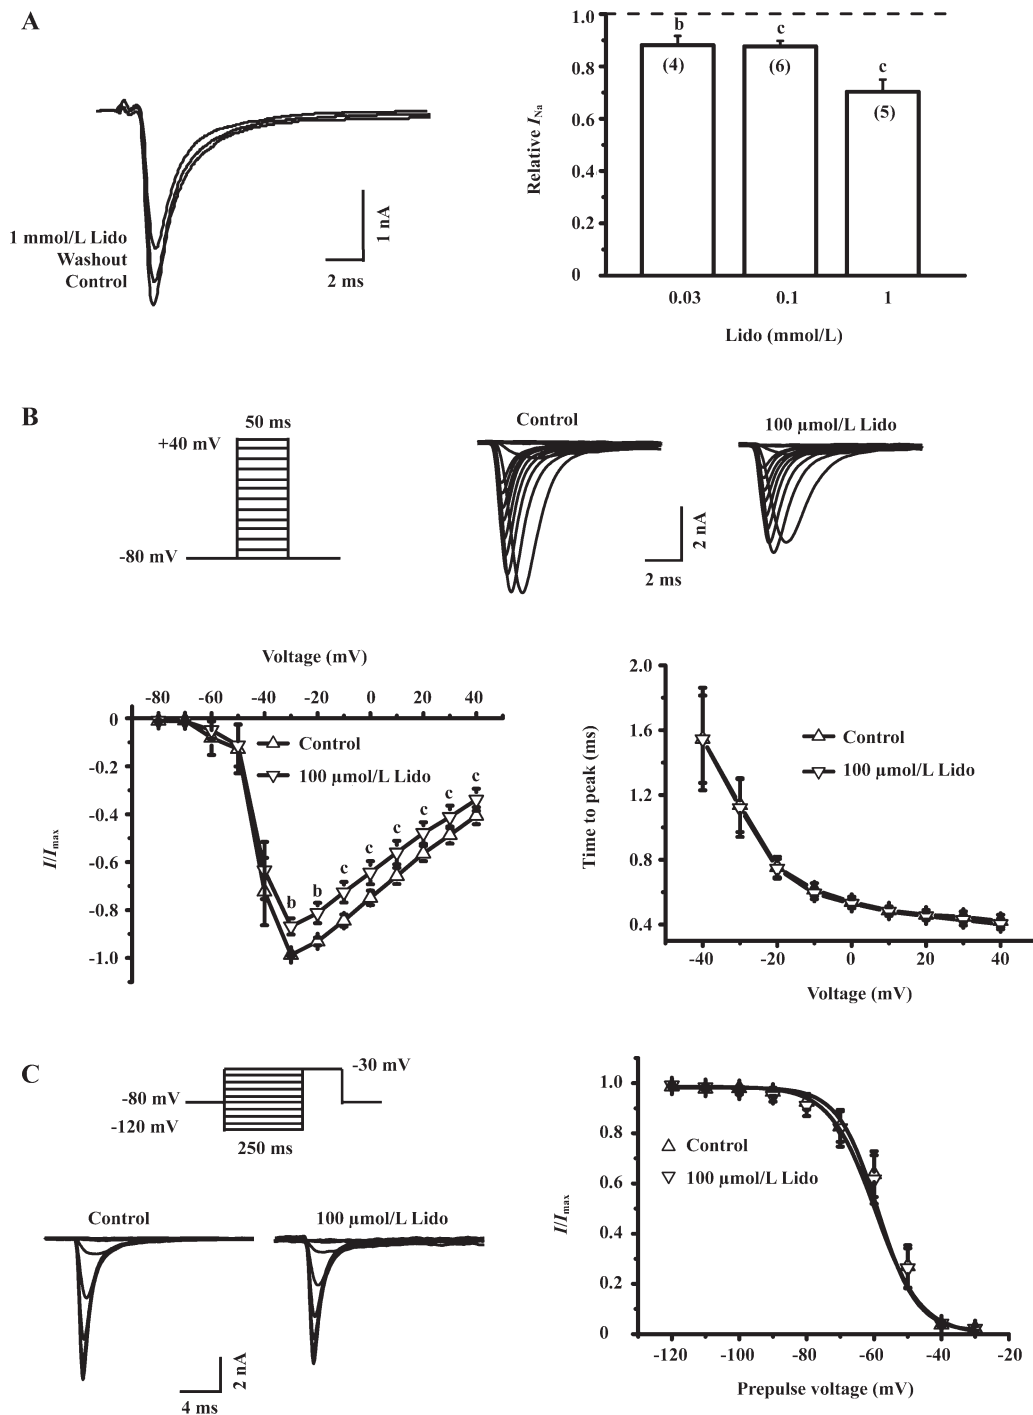 A
1 mmol/L Lido
Washout
Control
1 nA
2 ms
Relative I_Na
1.0
0.8
0.6
0.4
0.2
0
b
c
c
(4)
(6)
(5)
0.03 0.1 1
Lido (mmol/L)
B
50 ms
+40 mV
-80 mV
Control
100 µmol/L Lido
2 nA
2 ms
Voltage (mV)
-80 -60 -40 -20 0 20 40
0
-0.2
-0.4
-0.6
-0.8
-1.0
I/I_max
Control
100 µmol/L Lido
b b c c c c c c
2.0
1.6
1.2
0.8
0.4
Time to peak (ms)
Control
100 µmol/L Lido
-40 -20 0 20 40
Voltage (mV)
C
-30 mV
-80 mV
-120 mV
250 ms
Control
100 µmol/L Lido
2 nA
4 ms
1.0
0.8
0.6
0.4
0.2
0
I/I_max
Control
100 µmol/L Lido
-120 -100 -80 -60 -40 -20
Prepulse voltage (mV)